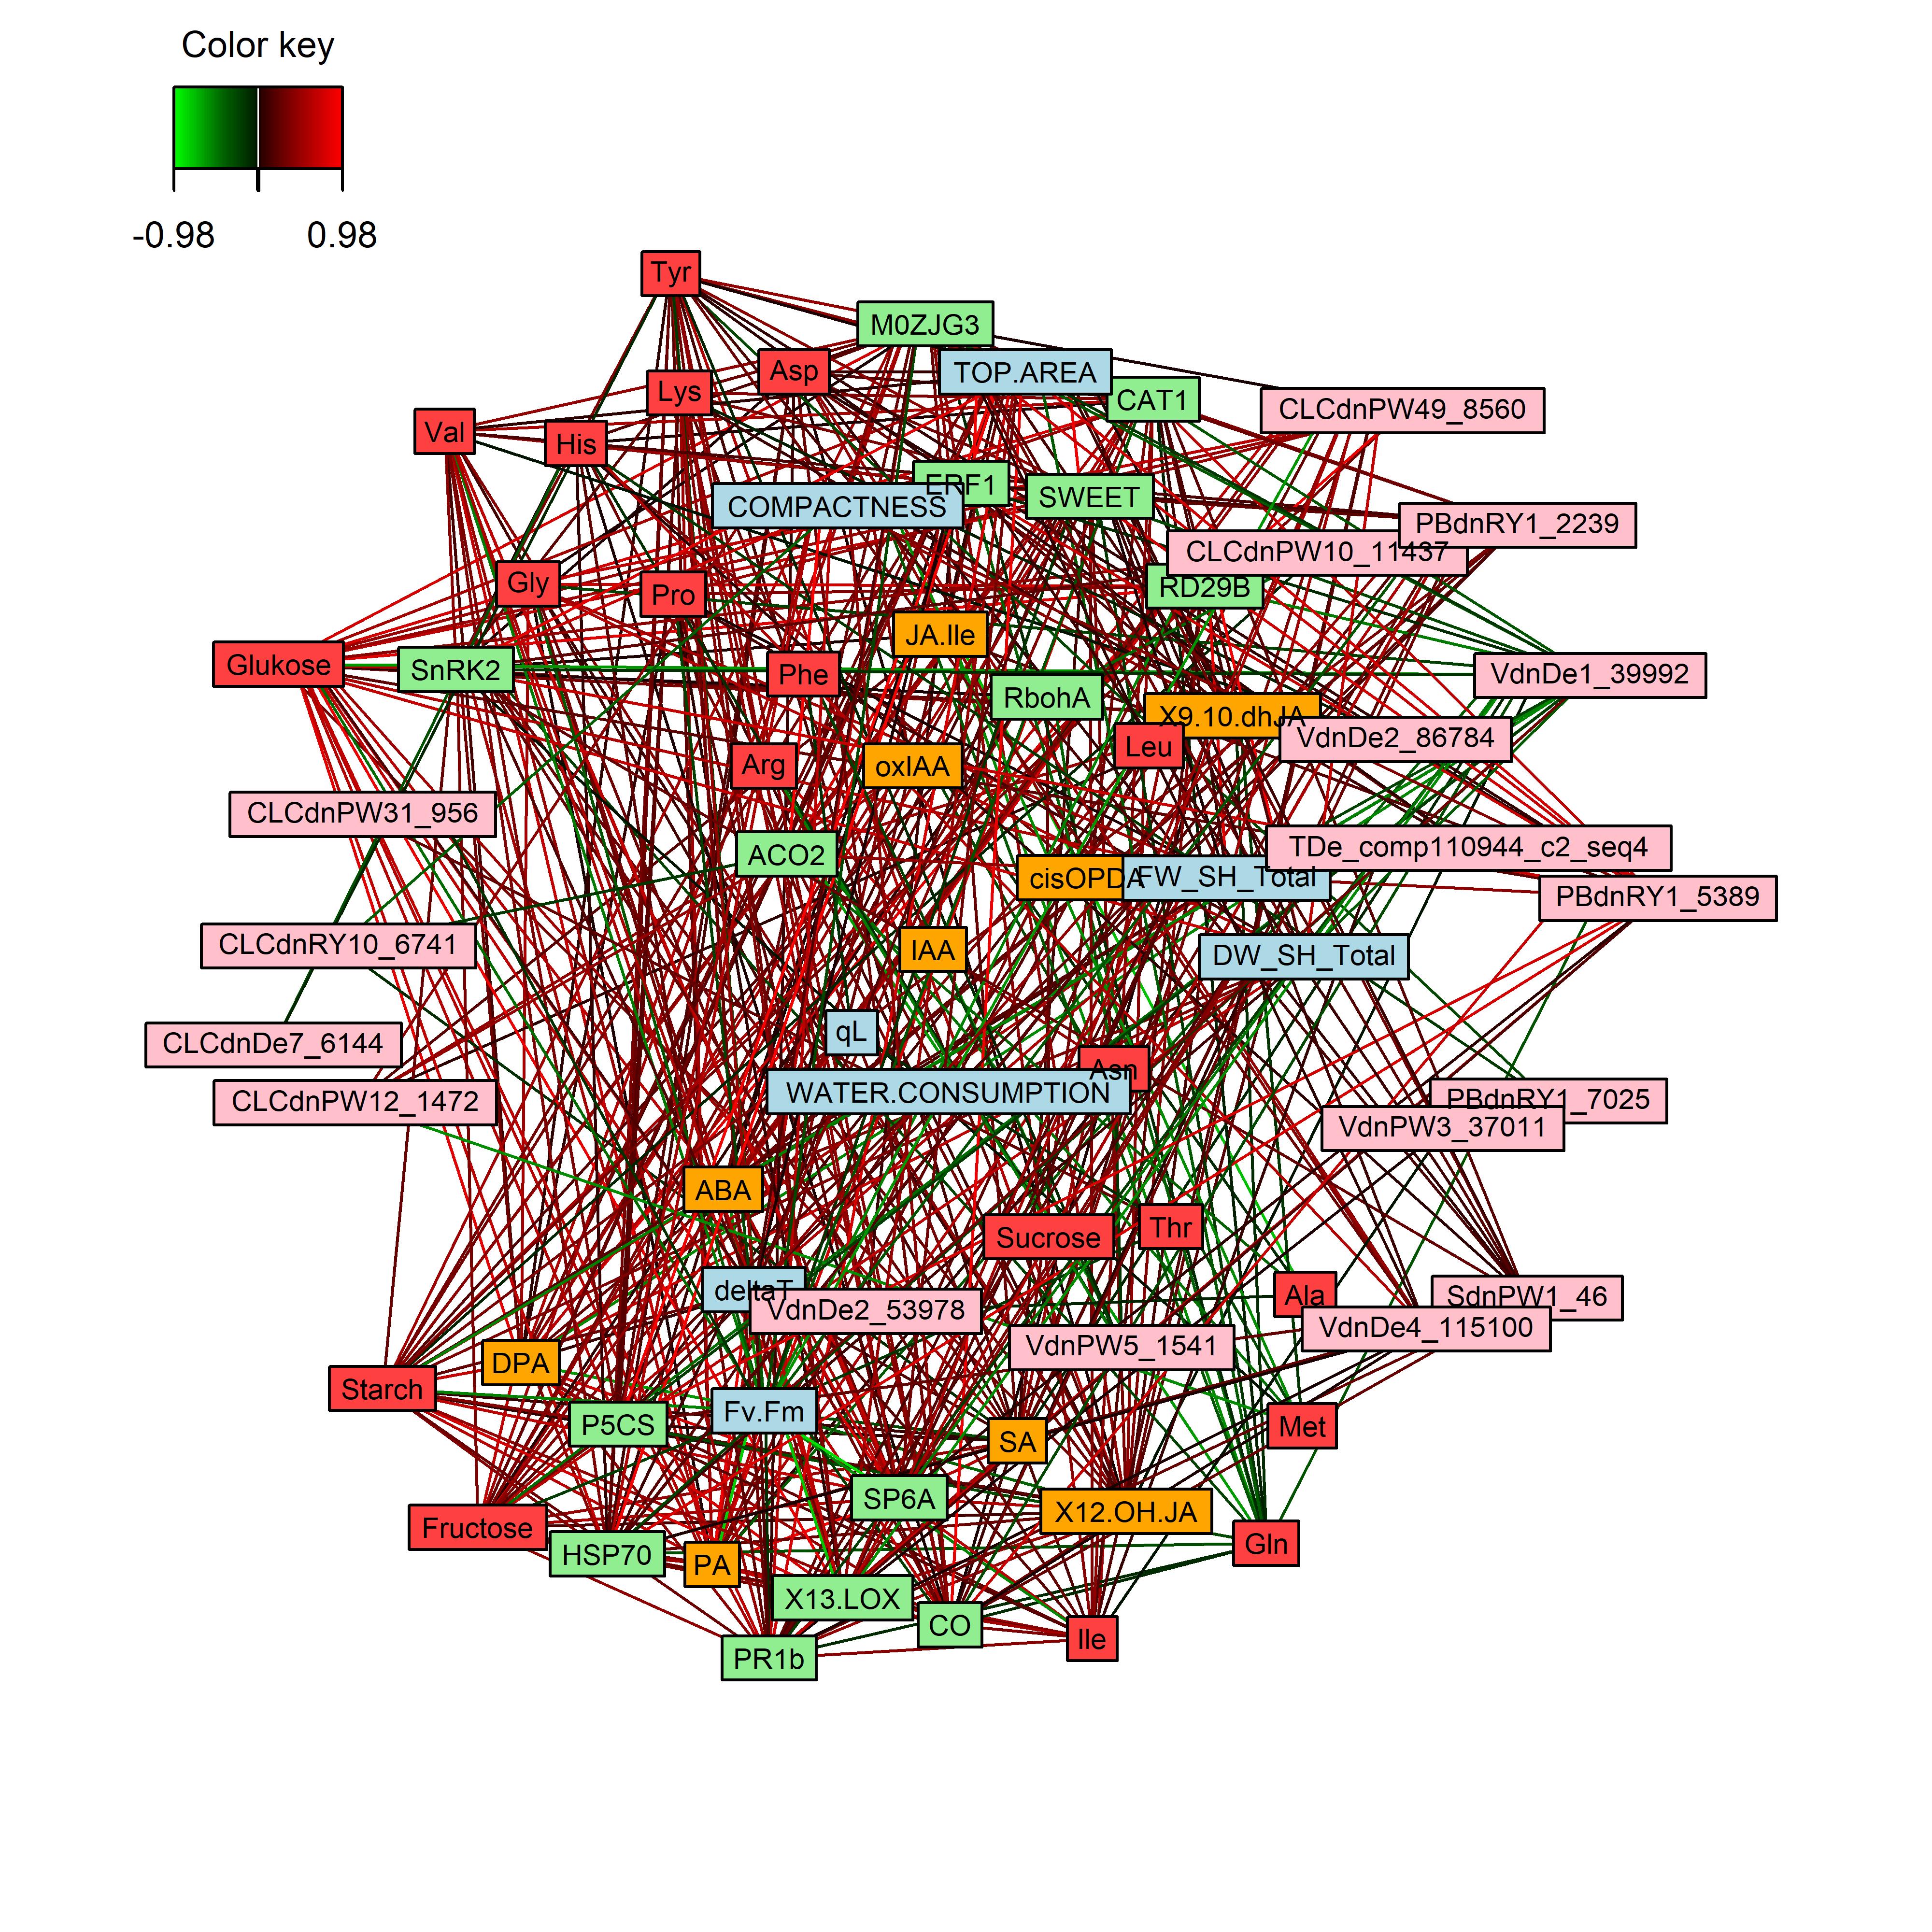 Color key
-0.98 0.98
Tyr
M0ZJG3
Asp
TOP.AREA
Lys
CAT1
CLCdnPW49_8560
Val
His
ERF1
SWEET
COMPACTNESS
PBdnRY1_2239
CLCdnPW10_11437
Gly
Pro
RD29B
JA.Ile
Glukose
SnRK2
Phe
VdnDe1_39992
RbohA
X9.10.dhJA
Leu
VdnDe2_86784
Arg
oxIAA
CLCdnPW31_956
ACO2
TDe_comp110944_c2_seq4
cisOPDA
FW_SH_Total
PBdnRY1_5389
CLCdnRY10_6741
IAA
DW_SH_Total
qL
CLCdnDe7_6144
Asn
WATER.CONSUMPTION
CLCdnPW12_1472
PBdnRY1_7025
VdnPW3_37011
ABA
Thr
Sucrose
deltaT
Ala
SdnPW1_46
VdnDe2_53978
VdnDe4_115100
VdnPW5_1541
DPA
Starch
Fv.Fm
P5CS
Met
SA
SP6A
X12.OH.JA
Fructose
Gln
HSP70
PA
X13.LOX
CO
Ile
PR1b